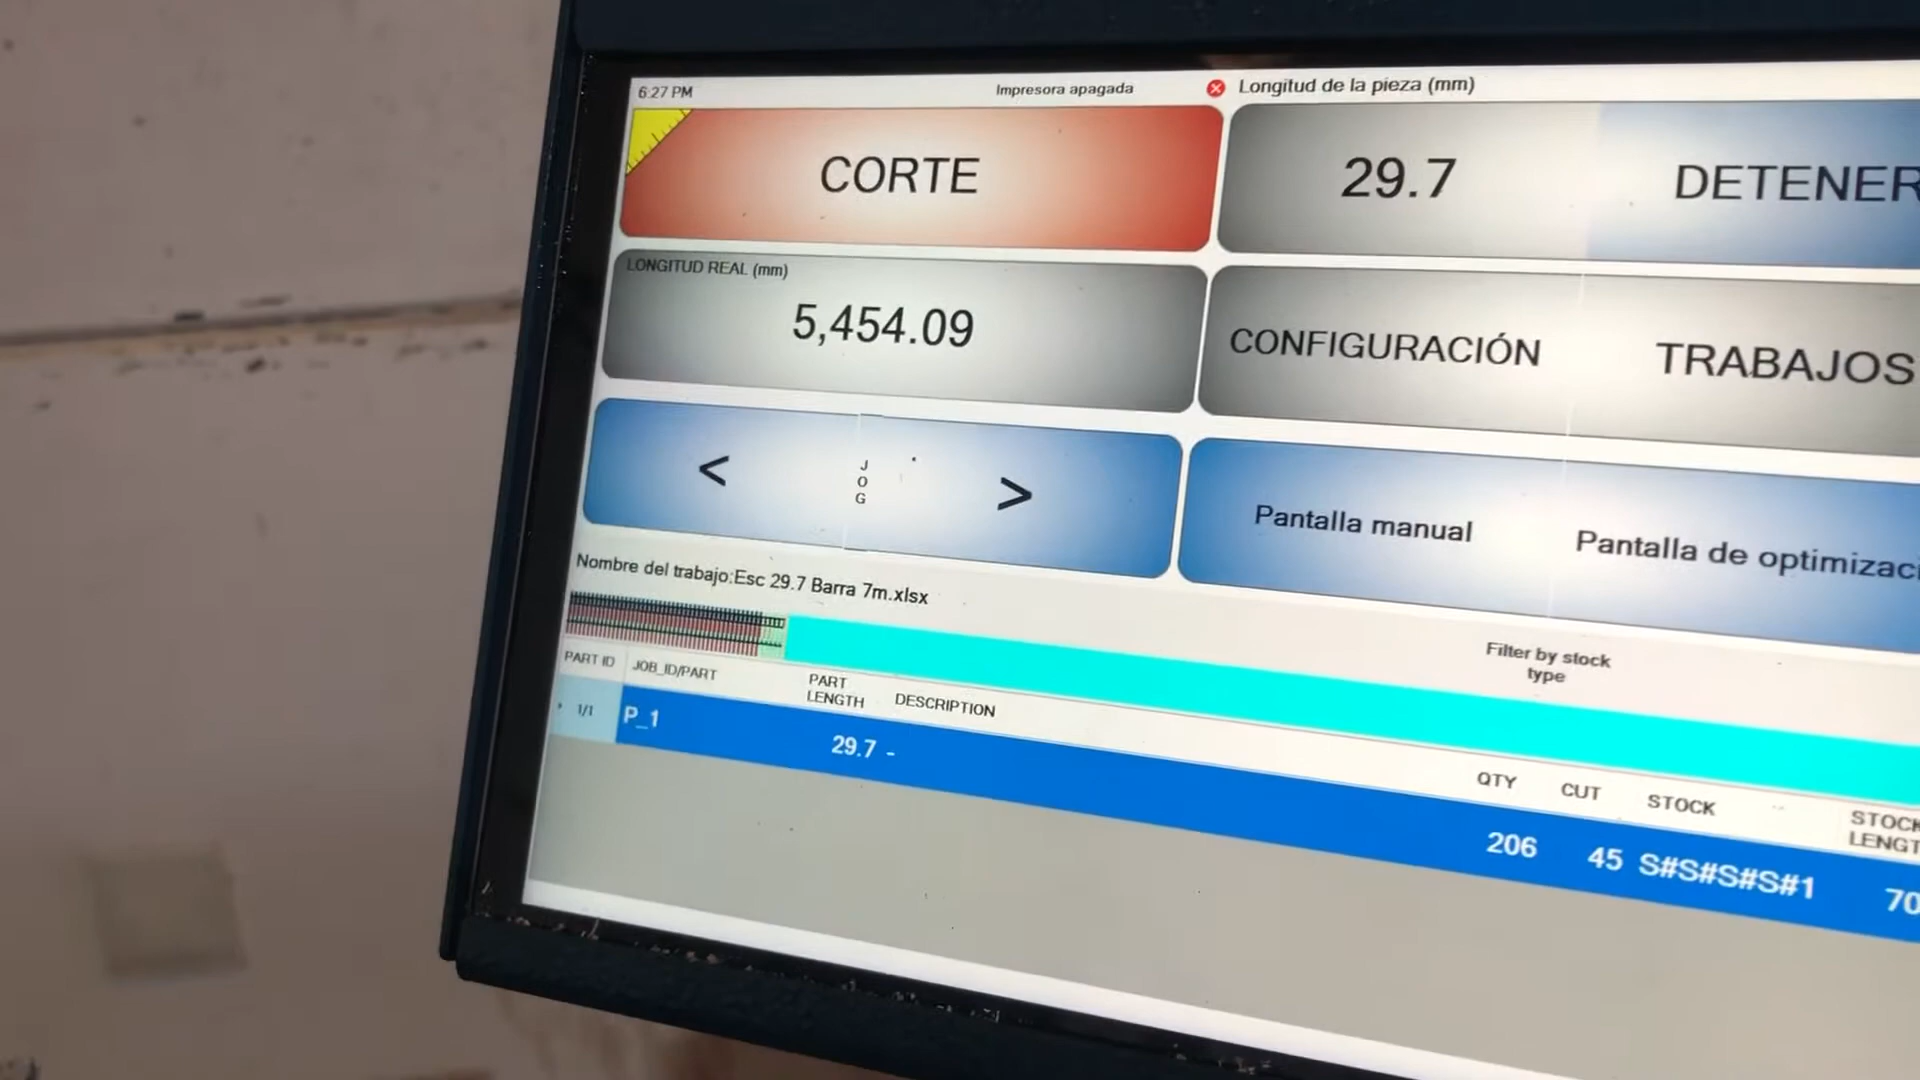 6:27 PM
Impresora apagada
Longitud de la pieza (mm)
CORTE
29.7
DETENER
LONGITUD REAL (mm)
5,454.09
CONFIGURACIÓN
TRABAJOS
<
JOG
>
Pantalla manual
Pantalla de optimizaci
Nombre del trabajo:Esc 29.7 Barra 7m.xlsx
Filter by stock
type
PART ID
JOB_ID/PART
PART
LENGTH
DESCRIPTION
QTY
CUT
STOCK
STOCK
LENGT
1/1
P_1
29.7 -
206
45
S#S#S#S#1
70